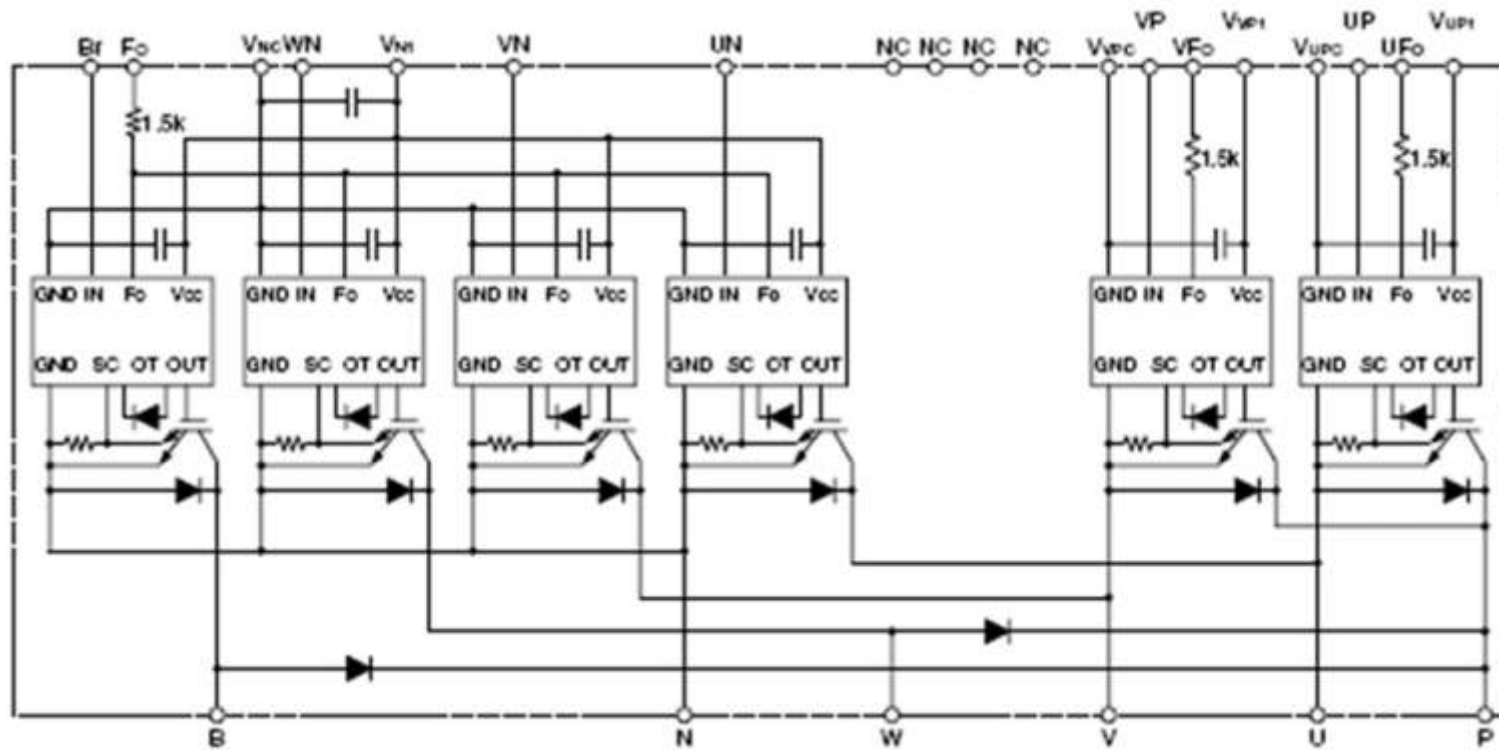 VP VVP1 UP VUP1
Br FO VNC WN VN1 VN UN NC NC NC NC VVPC VFO VUPC UFO
1.5k
1.5k 1.5k
GND IN FO VCC GND IN FO VCC GND IN FO VCC GND IN FO VCC GND IN FO VCC GND IN FO VCC
GND SC OT OUT GND SC OT OUT GND SC OT OUT GND SC OT OUT GND SC OT OUT GND SC OT OUT
B N W V U P